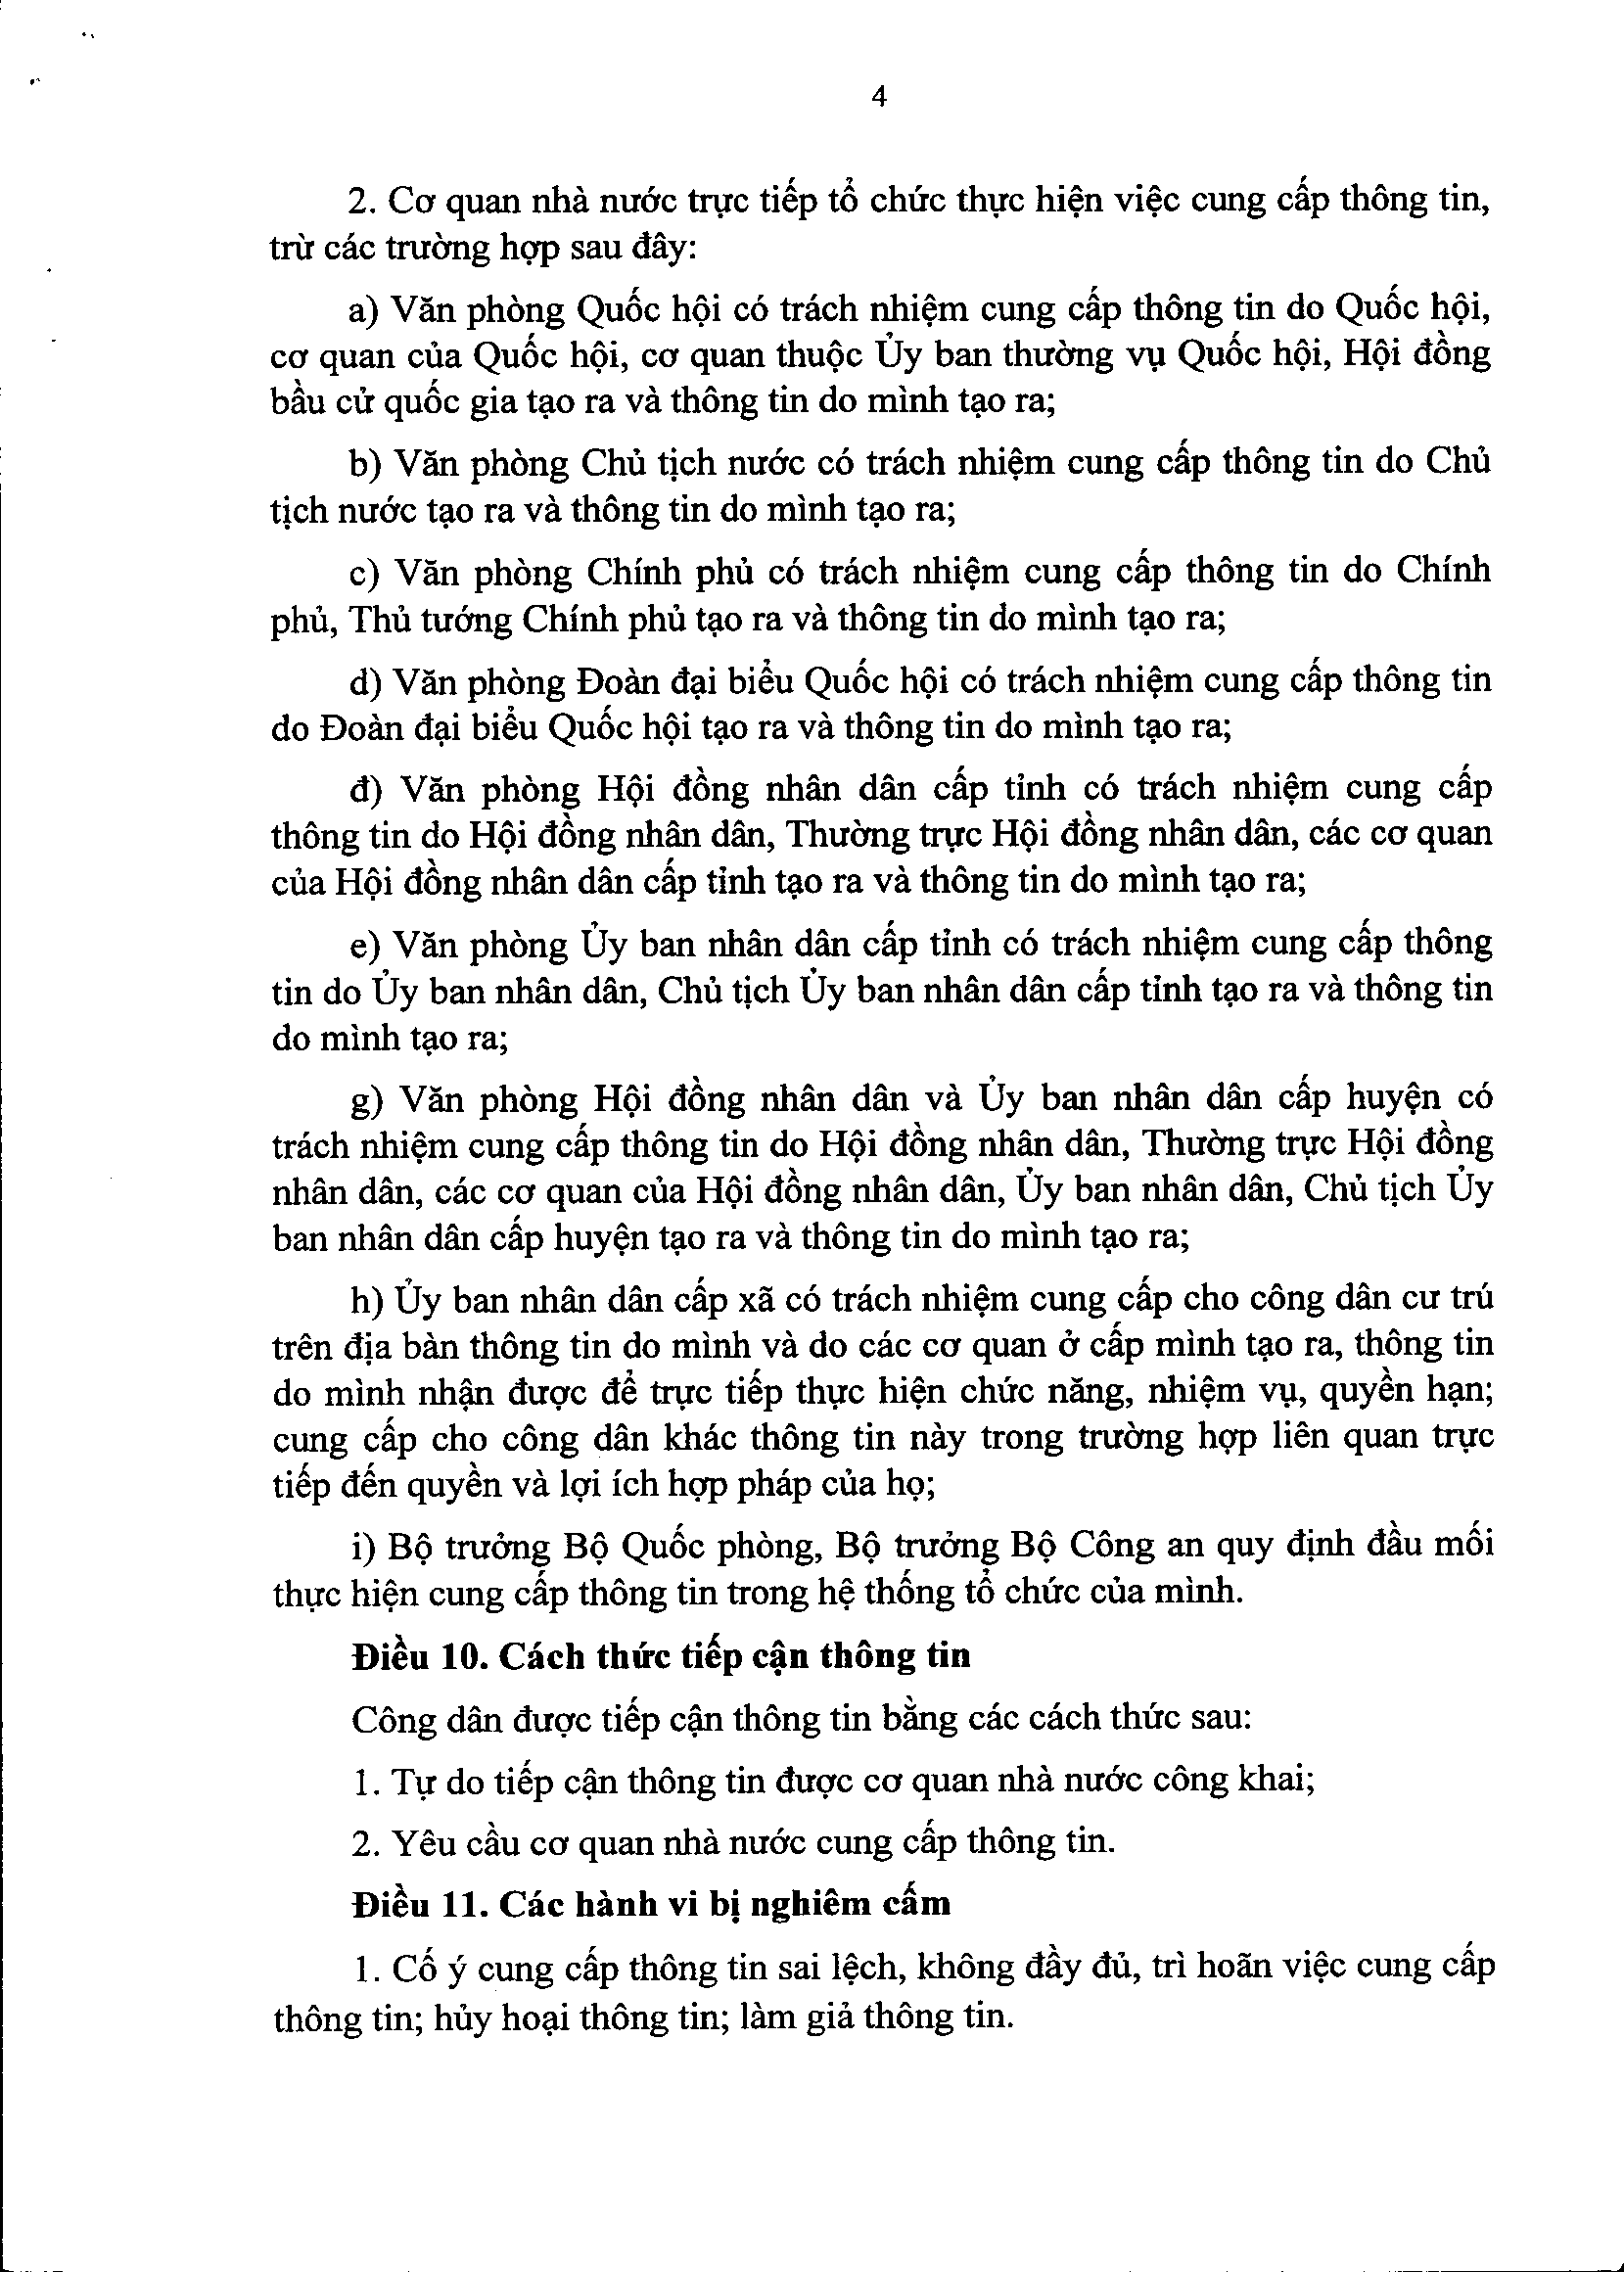 4
2. Cơ quan nhà nước trực tiếp tổ chức thực hiện việc cung cấp thông tin,
trừ các trường hợp sau đây:
a) Văn phòng Quốc hội có trách nhiệm cung cấp thông tin do Quốc hội,
cơ quan của Quốc hội, cơ quan thuộc Ủy ban thường vụ Quốc hội, Hội đồng
bầu cử quốc gia tạo ra và thông tin do mình tạo ra;
b) Văn phòng Chủ tịch nước có trách nhiệm cung cấp thông tin do Chủ
tịch nước tạo ra và thông tin do mình tạo ra;
c) Văn phòng Chính phủ có trách nhiệm cung cấp thông tin do Chính
phủ, Thủ tướng Chính phủ tạo ra và thông tin do mình tạo ra;
d) Văn phòng Đoàn đại biểu Quốc hội có trách nhiệm cung cấp thông tin
do Đoàn đại biểu Quốc hội tạo ra và thông tin do mình tạo ra;
đ) Văn phòng Hội đồng nhân dân cấp tỉnh có trách nhiệm cung cấp
thông tin do Hội đồng nhân dân, Thường trực Hội đồng nhân dân, các cơ quan
của Hội đồng nhân dân cấp tỉnh tạo ra và thông tin do mình tạo ra;
e) Văn phòng Ủy ban nhân dân cấp tỉnh có trách nhiệm cung cấp thông
tin do Ủy ban nhân dân, Chủ tịch Ủy ban nhân dân cấp tỉnh tạo ra và thông tin
do mình tạo ra;
g) Văn phòng Hội đồng nhân dân và Ủy ban nhân dân cấp huyện có
trách nhiệm cung cấp thông tin do Hội đồng nhân dân, Thường trực Hội đồng
nhân dân, các cơ quan của Hội đồng nhân dân, Ủy ban nhân dân, Chủ tịch Ủy
ban nhân dân cấp huyện tạo ra và thông tin do mình tạo ra;
h) Ủy ban nhân dân cấp xã có trách nhiệm cung cấp cho công dân cư trú
trên địa bàn thông tin do mình và do các cơ quan ở cấp mình tạo ra, thông tin
do mình nhận được để trực tiếp thực hiện chức năng, nhiệm vụ, quyền hạn;
cung cấp cho công dân khác thông tin này trong trường hợp liên quan trực
tiếp đến quyền và lợi ích hợp pháp của họ;
i) Bộ trưởng Bộ Quốc phòng, Bộ trưởng Bộ Công an quy định đầu mối
thực hiện cung cấp thông tin trong hệ thống tổ chức của mình.
Điều 10. Cách thức tiếp cận thông tin
Công dân được tiếp cận thông tin bằng các cách thức sau:
1. Tự do tiếp cận thông tin được cơ quan nhà nước công khai;
2. Yêu cầu cơ quan nhà nước cung cấp thông tin.
Điều 11. Các hành vi bị nghiêm cấm
1. Cố ý cung cấp thông tin sai lệch, không đầy đủ, trì hoãn việc cung cấp
thông tin; hủy hoại thông tin; làm giả thông tin.